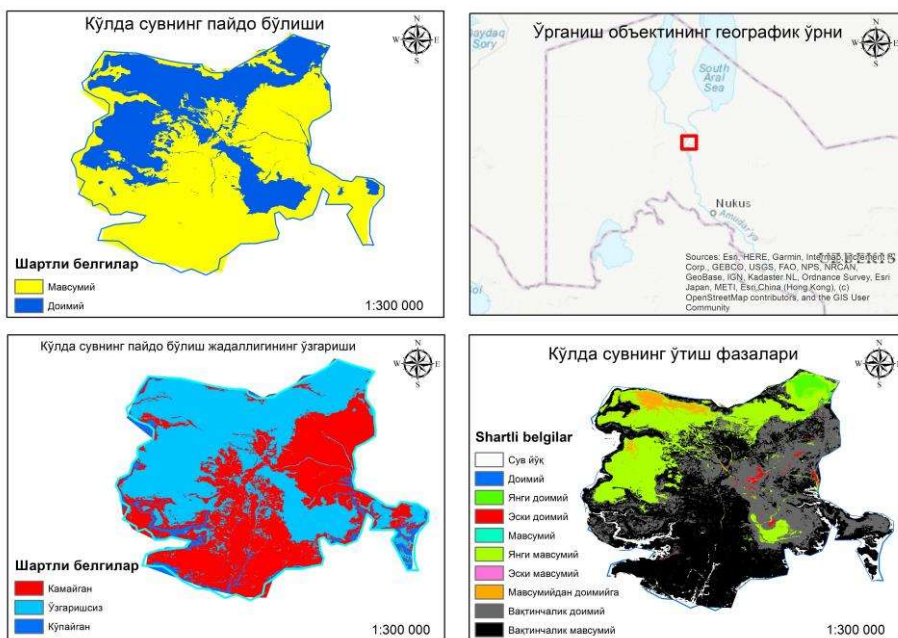 Кўлда сувнинг пайдо бўлиши
N
W E
S
Шартли белгилар
Мавсумий
Доимий
1:300 000
Ўрганиш объектининг географик ўрни
N
W E
S
Sory
South
Aral
Sea
Nukus
Amudar'ya
Sources: Esri, HERE, Garmin, Intermap, increment P
Corp., GEBCO, USGS, FAO, NPS, NRCAN,
GeoBase, IGN, Kadaster NL, Ordnance Survey, Esri
Japan, METI, Esri China (Hong Kong), (c)
OpenStreetMap contributors, and the GIS User
Community
Кўлда сувнинг пайдо бўлиш жадаллигининг ўзгариши
N
W E
S
Шартли белгилар
Камайган
Ўзгаришсиз
Кўпайган
1:300 000
Кўлда сувнинг ўтиш фазалари
N
W E
S
Shartli belgilar
Сув йўқ
Доимий
Янги доимий
Эски доимий
Мавсумий
Янги мавсумий
Эски мавсумий
Мавсумийдан доимийга
Вақтинчалик доимий
Вақтинчалик мавсумий
1:300 000